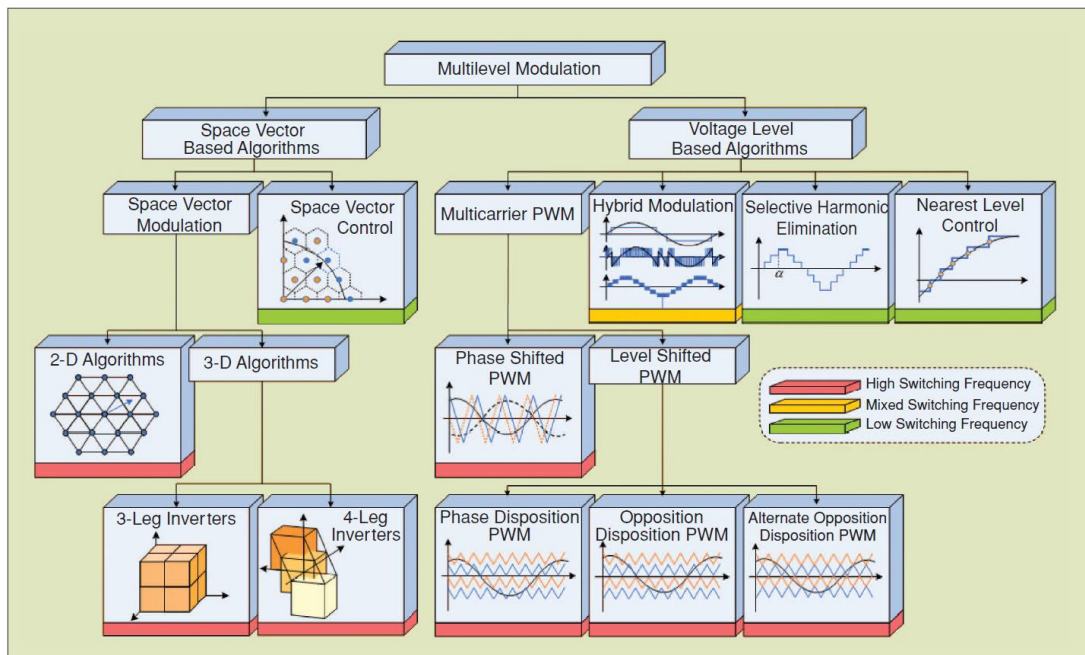 Multilevel Modulation
Space Vector
Based Algorithms
Voltage Level
Based Algorithms
Space Vector
Modulation
Space Vector
Control
Multicarrier PWM
Hybrid Modulation
Selective Harmonic
Elimination
α
Nearest Level
Control
2-D Algorithms
3-D Algorithms
Phase Shifted
PWM
Level Shifted
PWM
High Switching Frequency
Mixed Switching Frequency
Low Switching Frequency
3-Leg Inverters
4-Leg
Inverters
Phase Disposition
PWM
Opposition
Disposition PWM
Alternate Opposition
Disposition PWM